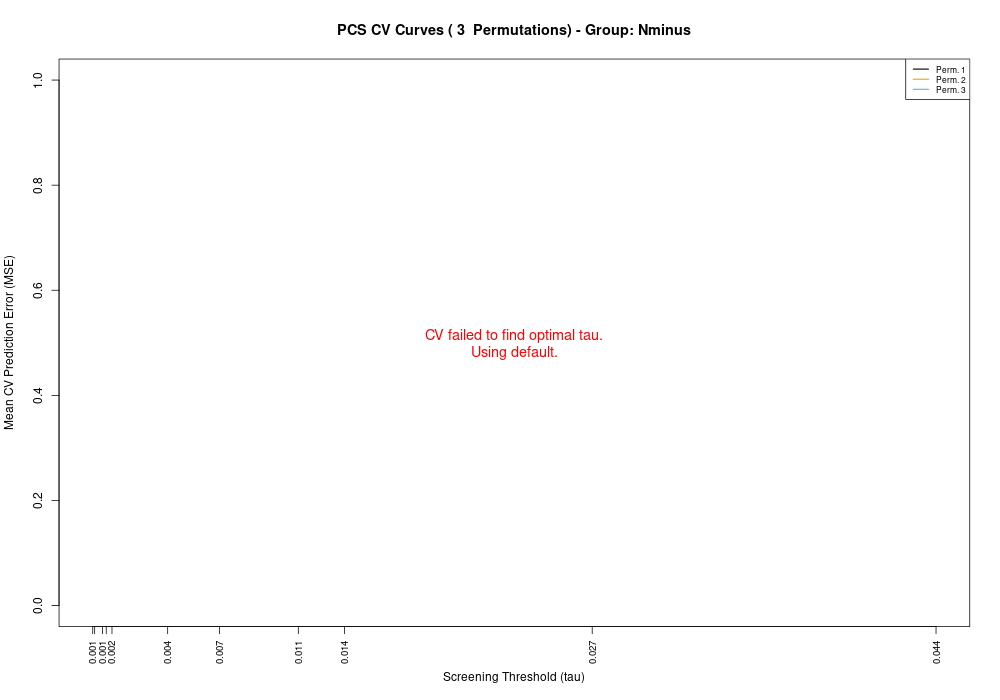 PCS CV Curves ( 3  Permutations) - Group: Nminus
Perm. 1
Perm. 2
Perm. 3
Mean CV Prediction Error (MSE)
1.0
0.8
0.6
0.4
0.2
0.0
CV failed to find optimal tau.
Using default.
0.001
0.001
0.002
0.004
0.007
0.011
0.014
0.027
0.044
Screening Threshold (tau)